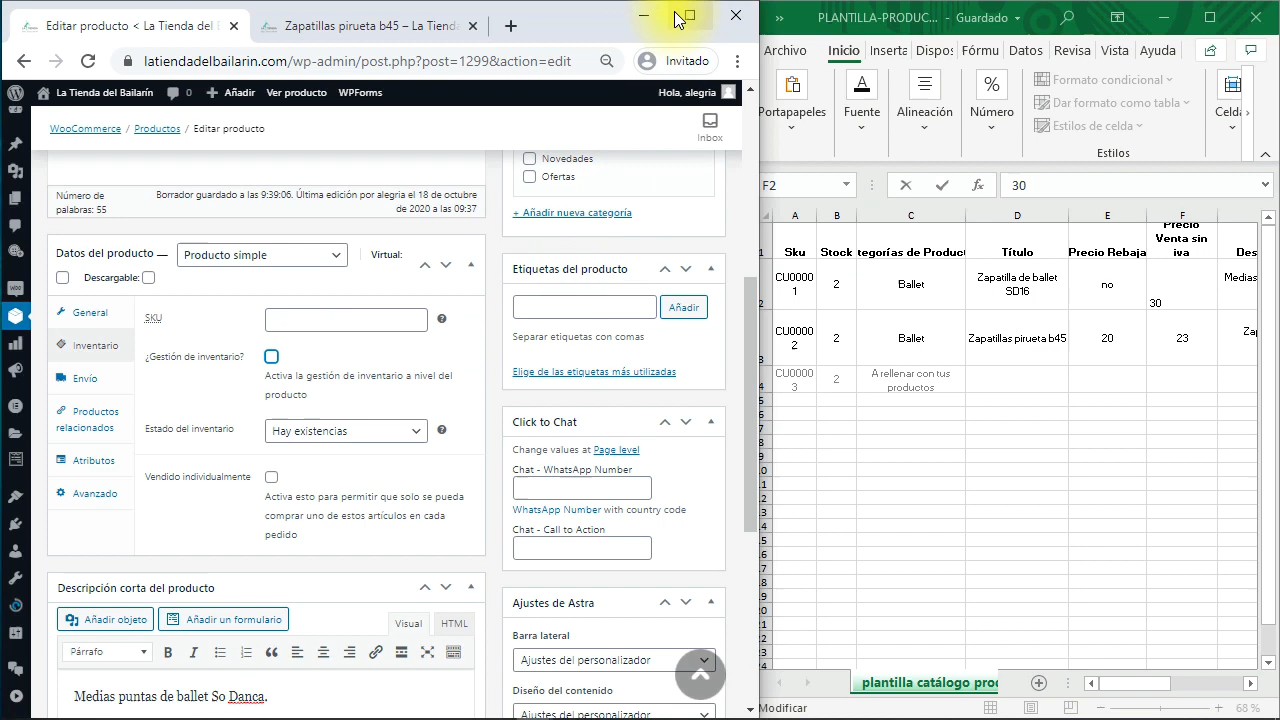 Editar producto < La Tienda del B
Zapatillas pirueta b45 – La Tienda
latiendadelbailarin.com/wp-admin/post.php?post=1299&action=edit
Invitado
La Tienda del Bailarín
0
Añadir
Ver producto
WPForms
Hola, alegria
WooCommerce / Productos / Editar producto
Inbox
Número de palabras: 55
Borrador guardado a las 9:39:06. Última edición por alegria el 18 de octubre
de 2020 a las 09:37
Datos del producto —
Producto simple
Virtual:
Descargable:
General
Inventario
Envío
Productos
relacionados
Atributos
Avanzado
SKU
¿Gestión de inventario?
Activa la gestión de inventario a nivel del
producto
Estado del inventario
Hay existencias
Vendido individualmente
Activa esto para permitir que solo se pueda
comprar uno de estos artículos en cada
pedido
Descripción corta del producto
Añadir objeto
Añadir un formulario
Visual
HTML
Párrafo
B I
Medias puntas de ballet So Dança.
Novedades
Ofertas
+ Añadir nueva categoría
Etiquetas del producto
Añadir
Separar etiquetas con comas
Elige de las etiquetas más utilizadas
Click to Chat
Change values at Page level
Chat - WhatsApp Number
WhatsApp Number with country code
Chat - Call to Action
Ajustes de Astra
Barra lateral
Ajustes del personalizador
Diseño del contenido
Ajustes del personalizador
PLANTILLA-PRODUC... - Guardado
Archivo
Inicio
Inserta
Dispo
Fórmu
Datos
Revisa
Vista
Ayuda
Portapapeles
Fuente
Alineación
Número
Formato condicional
Dar formato como tabla
Estilos de celda
Estilos
Celda
F2
fx
30
A B C D E F
Sku
Stock
tegorías de Product
Título
Precio Rebaja
Precio
Venta sin
iva
Des
CU0000
1
2
Ballet
Zapatilla de ballet
SD16
no
30
Medias
CU0000
2
2
Ballet
Zapatillas pirueta b45
20
23
Zap
CU0000
3
2
A rellenar con tus
productos
plantilla catálogo prod
Modificar
68 %